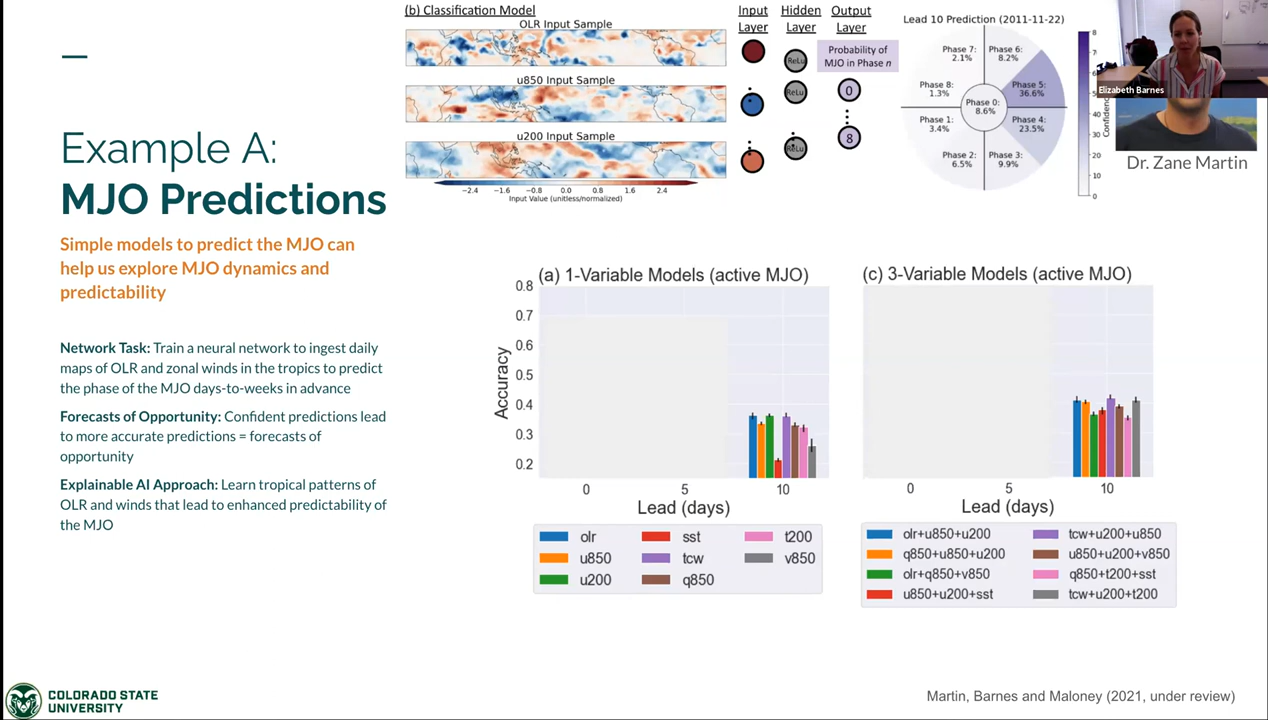 Example A:
MJO Predictions
Simple models to predict the MJO can
help us explore MJO dynamics and
predictability
Network Task: Train a neural network to ingest daily
maps of OLR and zonal winds in the tropics to predict
the phase of the MJO days-to-weeks in advance
Forecasts of Opportunity: Confident predictions lead
to more accurate predictions = forecasts of
opportunity
Explainable AI Approach: Learn tropical patterns of
OLR and winds that lead to enhanced predictability of
the MJO
(b) Classification Model
OLR Input Sample
u850 Input Sample
u200 Input Sample
−2.4 −1.6 −0.8 0.0 0.8 1.6 2.4
Input Value (unitless/normalized)
Input
Layer
Hidden
Layer
Output
Layer
Probability of
MJO in Phase n
ReLu
ReLu
ReLu
0
8
Lead 10 Prediction (2011-11-22)
Phase 7:
2.1%
Phase 6:
8.2%
Phase 8:
1.3%
Phase 5:
36.6%
Phase 0:
8.6%
Phase 1:
3.4%
Phase 4:
23.5%
Phase 2:
6.5%
Phase 3:
9.9%
Elizabeth Barnes
Dr. Zane Martin
40
30
20
10
0
(a) 1-Variable Models (active MJO)
Accuracy
0.8
0.7
0.6
0.5
0.4
0.3
0.2
0 5 10
Lead (days)
olr
u850
u200
sst
tcw
q850
t200
v850
(c) 3-Variable Models (active MJO)
0 5 10
Lead (days)
olr+u850+u200
q850+u850+u200
olr+q850+v850
u850+u200+sst
tcw+u200+u850
u850+u200+v850
q850+t200+sst
tcw+u200+t200
COLORADO STATE
UNIVERSITY
Martin, Barnes and Maloney (2021, under review)